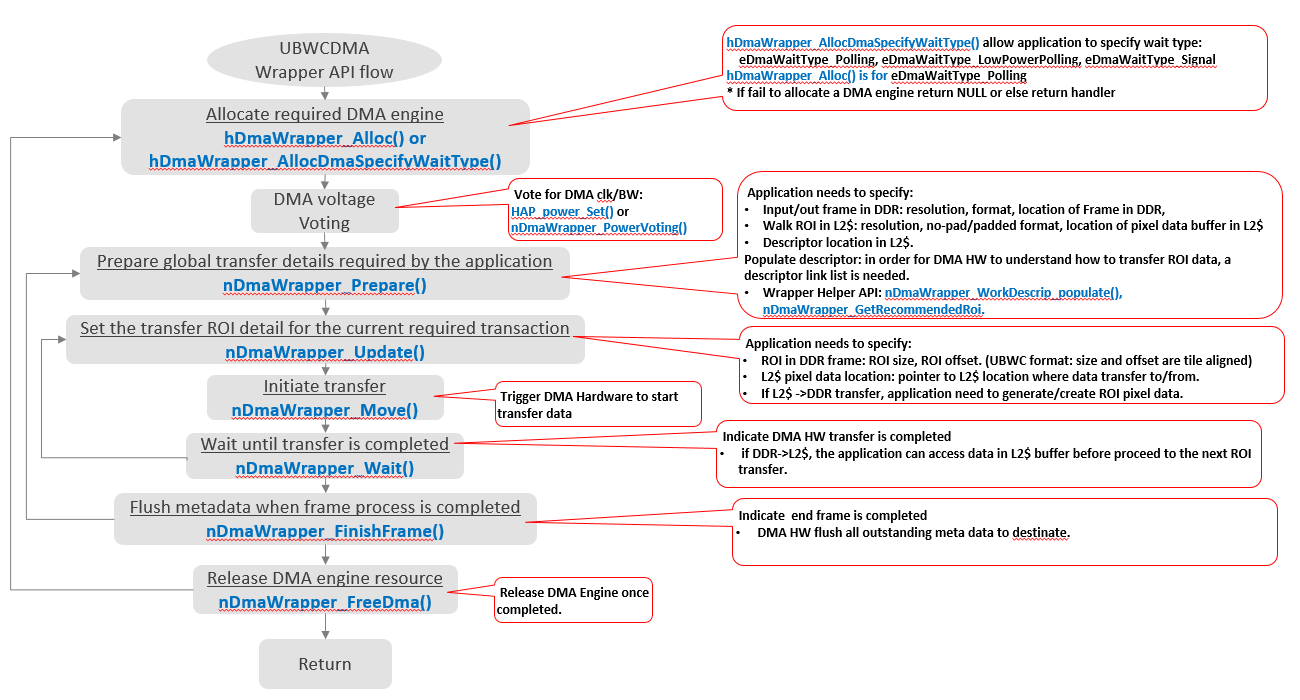 UBWCDMA
Wrapper API flow
hDmaWrapper_AllocDmaSpecifyWaitType() allow application to specify wait type:
eDmaWaitType_Polling, eDmaWaitType_LowPowerPolling, eDmaWaitType_Signal
hDmaWrapper_Alloc() is for eDmaWaitType_Polling
* If fail to allocate a DMA engine return NULL or else return handler
Allocate required DMA engine
hDmaWrapper_Alloc() or
hDmaWrapper_AllocDmaSpecifyWaitType()
DMA voltage
Voting
Vote for DMA clk/BW:
HAP_power_Set() or
nDmaWrapper_PowerVoting()
Application needs to specify:
• Input/out frame in DDR: resolution, format, location of Frame in DDR,
• Walk ROI in L2$: resolution, no-pad/padded format, location of pixel data buffer in L2$
• Descriptor location in L2$.
Populate descriptor: in order for DMA HW to understand how to transfer ROI data, a
descriptor link list is needed.
• Wrapper Helper API: nDmaWrapper_WorkDescrip_populate(),
nDmaWrapper_GetRecommendedRoi.
Prepare global transfer details required by the application
nDmaWrapper_Prepare()
Set the transfer ROI detail for the current required transaction
nDmaWrapper_Update()
Application needs to specify:
• ROI in DDR frame: ROI size, ROI offset. (UBWC format: size and offset are tile aligned)
• L2$ pixel data location: pointer to L2$ location where data transfer to/from.
• If L2$ ->DDR transfer, application need to generate/create ROI pixel data.
Initiate transfer
nDmaWrapper_Move()
Trigger DMA Hardware to start
transfer data
Wait until transfer is completed
nDmaWrapper_Wait()
Indicate DMA HW transfer is completed
• if DDR->L2$, the application can access data in L2$ buffer before proceed to the next ROI
transfer.
Flush metadata when frame process is completed
nDmaWrapper_FinishFrame()
Indicate end frame is completed
• DMA HW flush all outstanding meta data to destinate.
Release DMA engine resource
nDmaWrapper_FreeDma()
Release DMA Engine once
completed.
Return